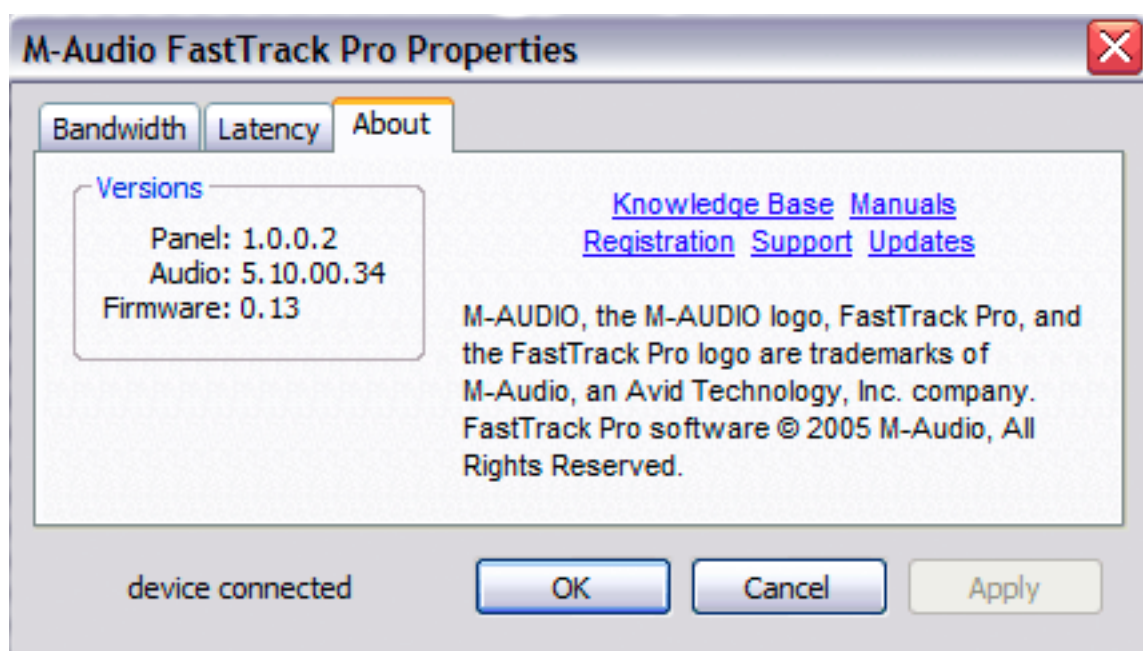 M-Audio FastTrack Pro Properties
Bandwidth Latency About
Versions
Panel: 1.0.0.2
Audio: 5.10.00.34
Firmware: 0.13
Knowledge Base Manuals
Registration Support Updates
M-AUDIO, the M-AUDIO logo, FastTrack Pro, and
the FastTrack Pro logo are trademarks of
M-Audio, an Avid Technology, Inc. company.
FastTrack Pro software © 2005 M-Audio, All
Rights Reserved.
device connected OK Cancel Apply